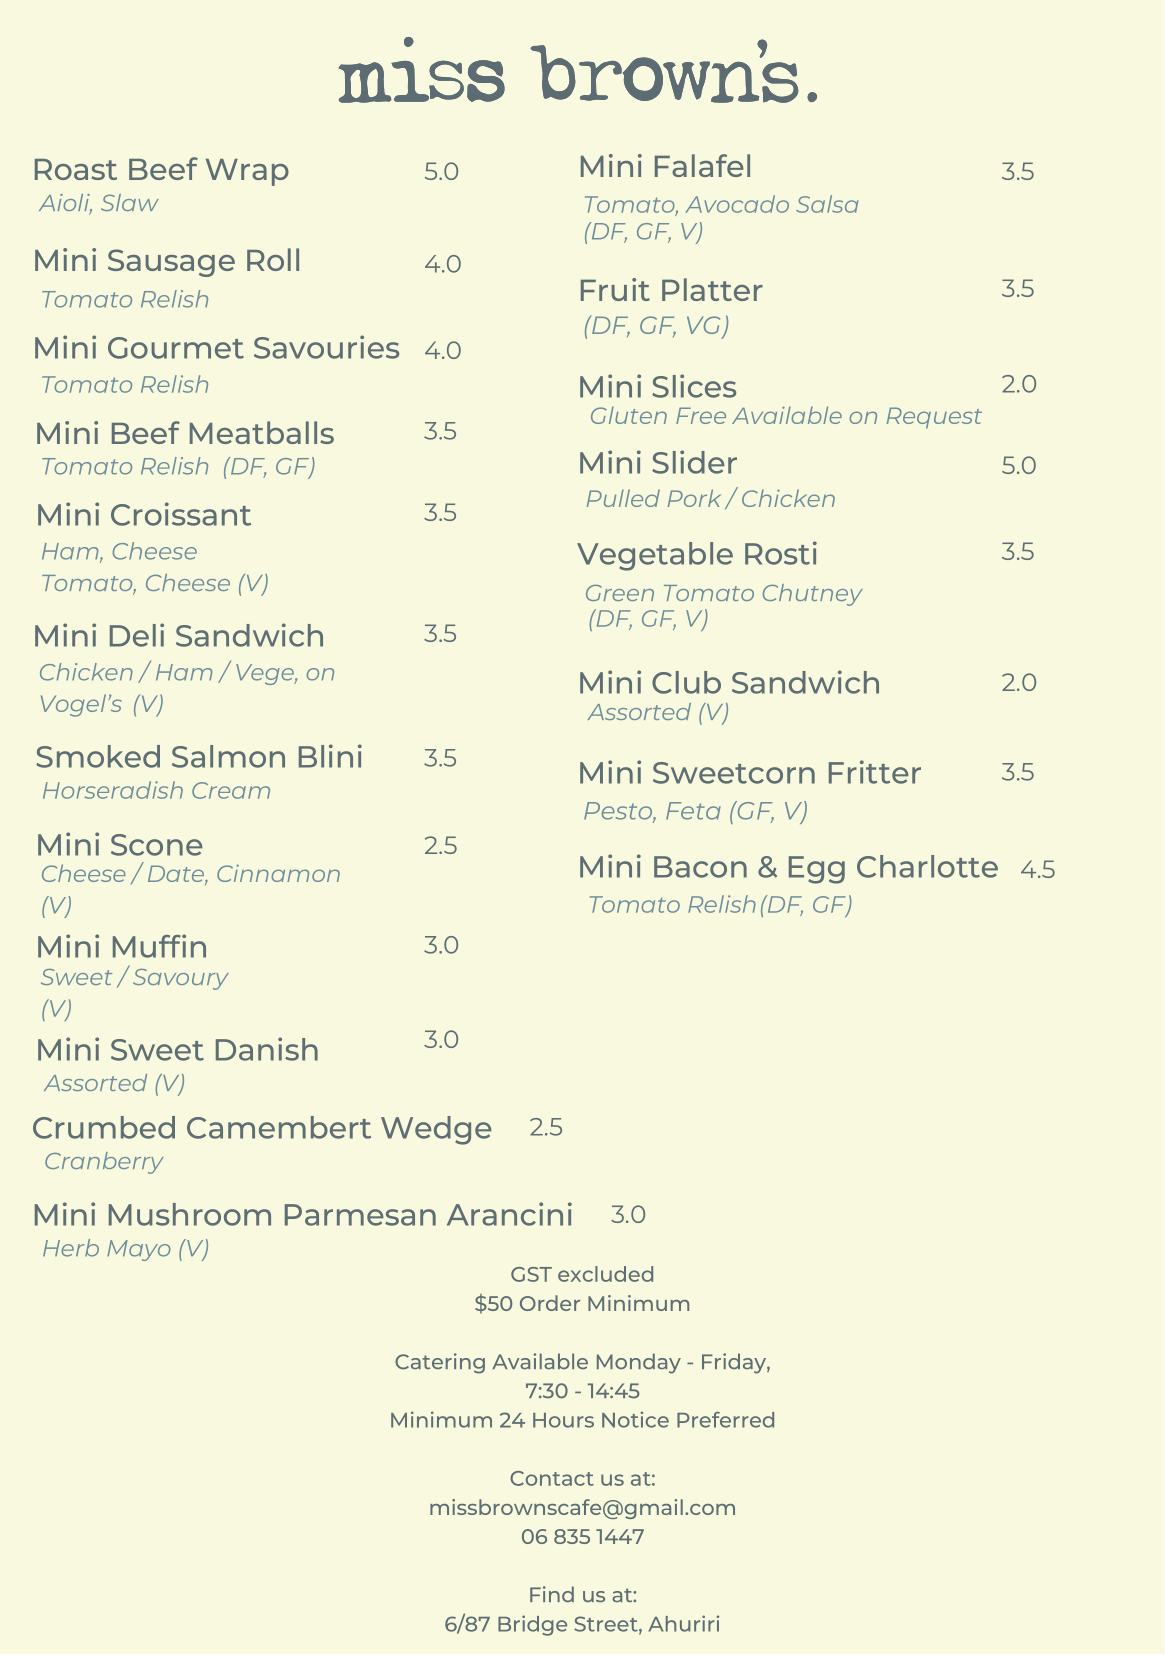 miss brown's.
Roast Beef Wrap 5.0
Aioli, Slaw
Mini Sausage Roll 4.0
Tomato Relish
Mini Gourmet Savouries 4.0
Tomato Relish
Mini Beef Meatballs 3.5
Tomato Relish (DF, GF)
Mini Croissant 3.5
Ham, Cheese
Tomato, Cheese (V)
Mini Deli Sandwich 3.5
Chicken / Ham / Vege, on
Vogel's (V)
Smoked Salmon Blini 3.5
Horseradish Cream
Mini Scone 2.5
Cheese / Date, Cinnamon
(V)
Mini Muffin 3.0
Sweet / Savoury
(V)
Mini Sweet Danish 3.0
Assorted (V)
Crumbed Camembert Wedge 2.5
Cranberry
Mini Mushroom Parmesan Arancini 3.0
Herb Mayo (V)
Mini Falafel 3.5
Tomato, Avocado Salsa
(DF, GF, V)
Fruit Platter 3.5
(DF, GF, VG)
Mini Slices 2.0
Gluten Free Available on Request
Mini Slider 5.0
Pulled Pork / Chicken
Vegetable Rosti 3.5
Green Tomato Chutney
(DF, GF, V)
Mini Club Sandwich 2.0
Assorted (V)
Mini Sweetcorn Fritter 3.5
Pesto, Feta (GF, V)
Mini Bacon & Egg Charlotte 4.5
Tomato Relish(DF, GF)
GST excluded
$50 Order Minimum
Catering Available Monday - Friday,
7:30 - 14:45
Minimum 24 Hours Notice Preferred
Contact us at:
missbrownscafe@gmail.com
06 835 1447
Find us at:
6/87 Bridge Street, Ahuriri